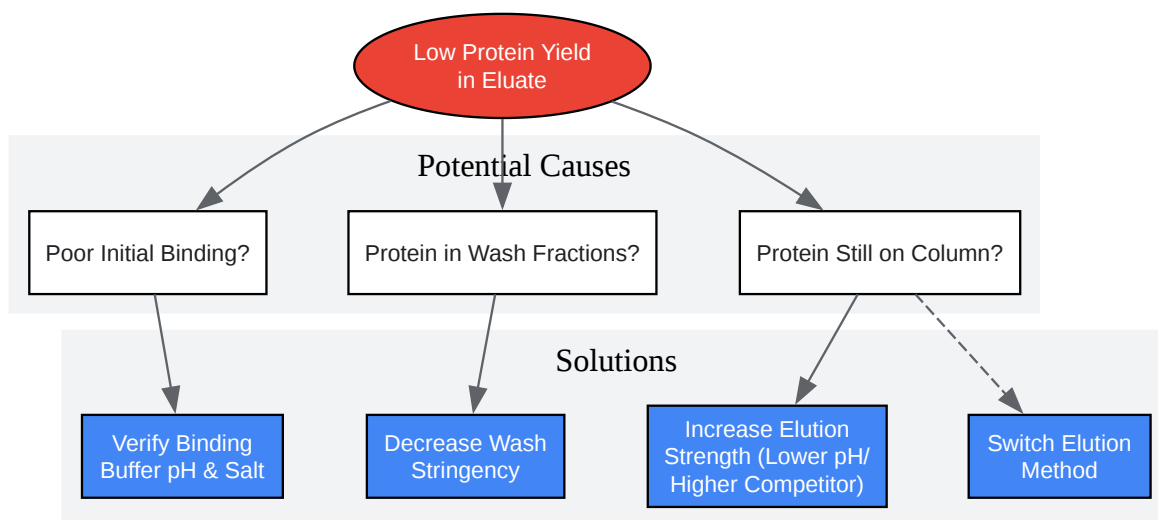 Low Protein Yield
in Eluate
Potential Causes
Poor Initial Binding?
Protein in Wash Fractions?
Protein Still on Column?
Solutions
Verify Binding
Buffer pH & Salt
Decrease Wash
Stringency
Increase Elution
Strength (Lower pH/
Higher Competitor)
Switch Elution
Method